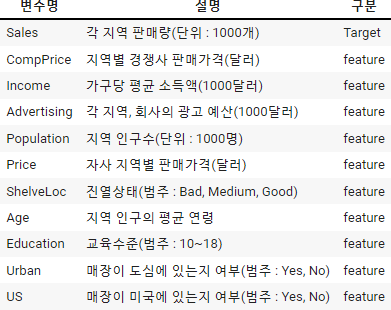 변수명 설명 구분
Sales 각 지역 판매량(단위 : 1000개) Target
CompPrice 지역별 경쟁사 판매가격(달러) feature
Income 가구당 평균 소득액(1000달러) feature
Advertising 각 지역, 회사의 광고 예산(1000달러) feature
Population 지역 인구수(단위 : 1000명) feature
Price 자사 지역별 판매가격(달러) feature
ShelveLoc 진열상태(범주 : Bad, Medium, Good) feature
Age 지역 인구의 평균 연령 feature
Education 교육수준(범주 : 10~18) feature
Urban 매장이 도심에 있는지 여부(범주 : Yes, No) feature
US 매장이 미국에 있는지 여부(범주 : Yes, No) feature